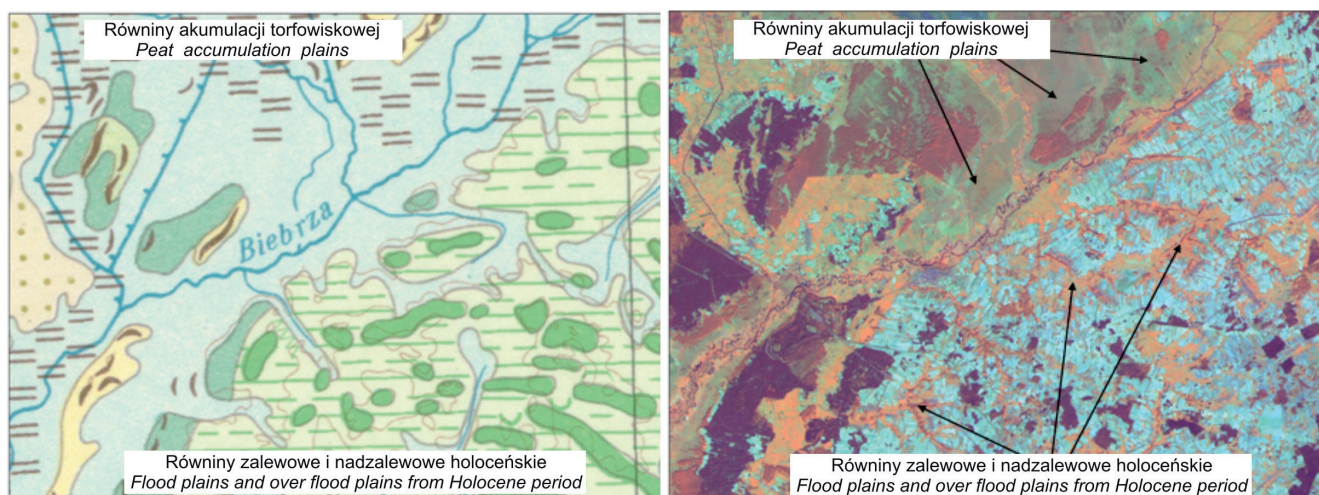 Równiny akumulacji torfowiskowej
Peat accumulation plains
Biebrza
Równiny zalewowe i nadzalewowe holoceńskie
Flood plains and over flood plains from Holocene period
Równiny akumulacji torfowiskowej
Peat accumulation plains
Równiny zalewowe i nadzalewowe holoceńskie
Flood plains and over flood plains from Holocene period